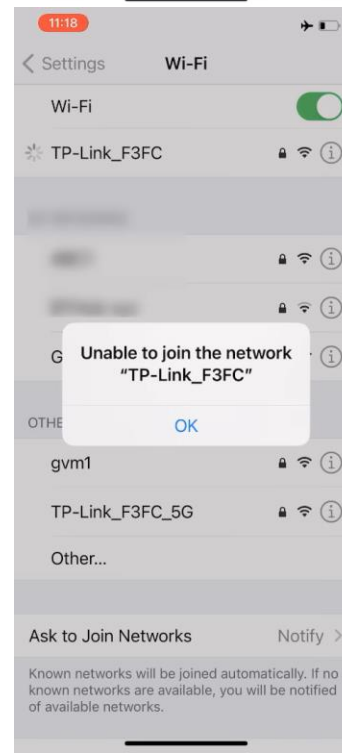 11:18
Settings
Wi-Fi
Wi-Fi
TP-Link_F3FC
G
Unable to join the network
“TP-Link_F3FC”
OK
OTHE
gvm1
TP-Link_F3FC_5G
Other...
Ask to Join Networks
Notify
Known networks will be joined automatically. If no
known networks are available, you will be notified
of available networks.